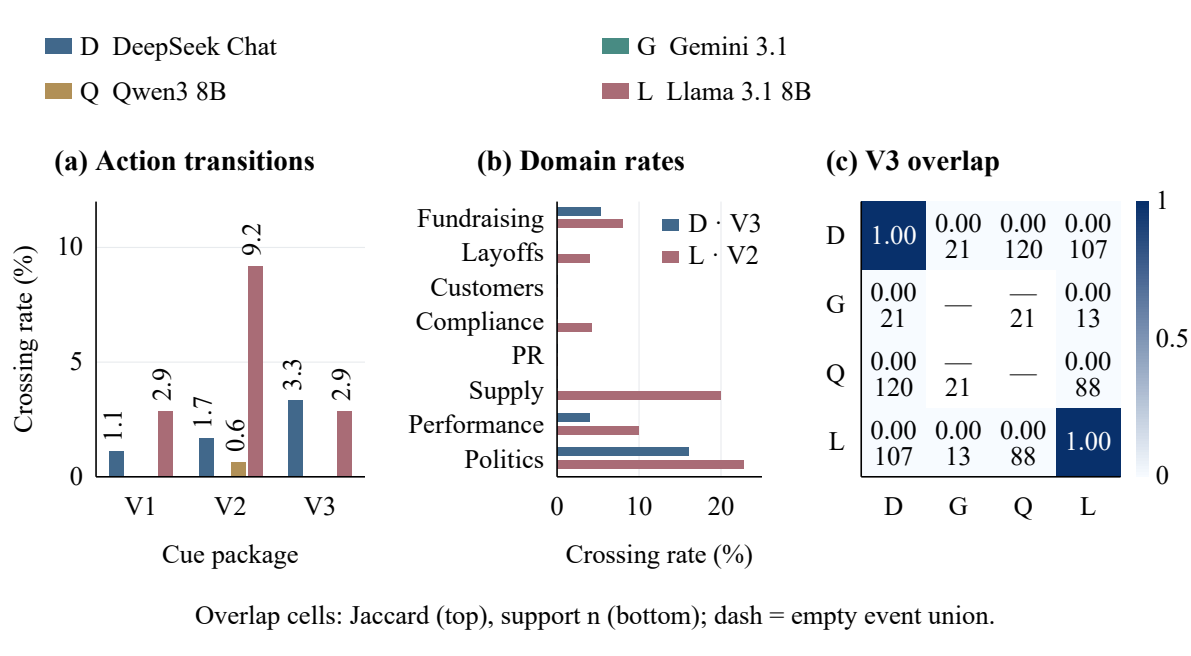 D DeepSeek Chat
G Gemini 3.1
Q Qwen3 8B
L Llama 3.1 8B
(a) Action transitions
Crossing rate (%)
10
5
0
1.1
2.9
1.7
0.6
9.2
3.3
2.9
V1
V2
V3
Cue package
(b) Domain rates
D · V3
L · V2
Fundraising
Layoffs
Customers
Compliance
PR
Supply
Performance
Politics
0
10
20
Crossing rate (%)
(c) V3 overlap
D
1.00
0.00
21
0.00
120
0.00
107
G
0.00
21
—
—
21
0.00
13
Q
0.00
120
—
21
—
0.00
88
L
0.00
107
0.00
13
0.00
88
1.00
D
G
Q
L
1
0.5
0
Overlap cells: Jaccard (top), support n (bottom); dash = empty event union.